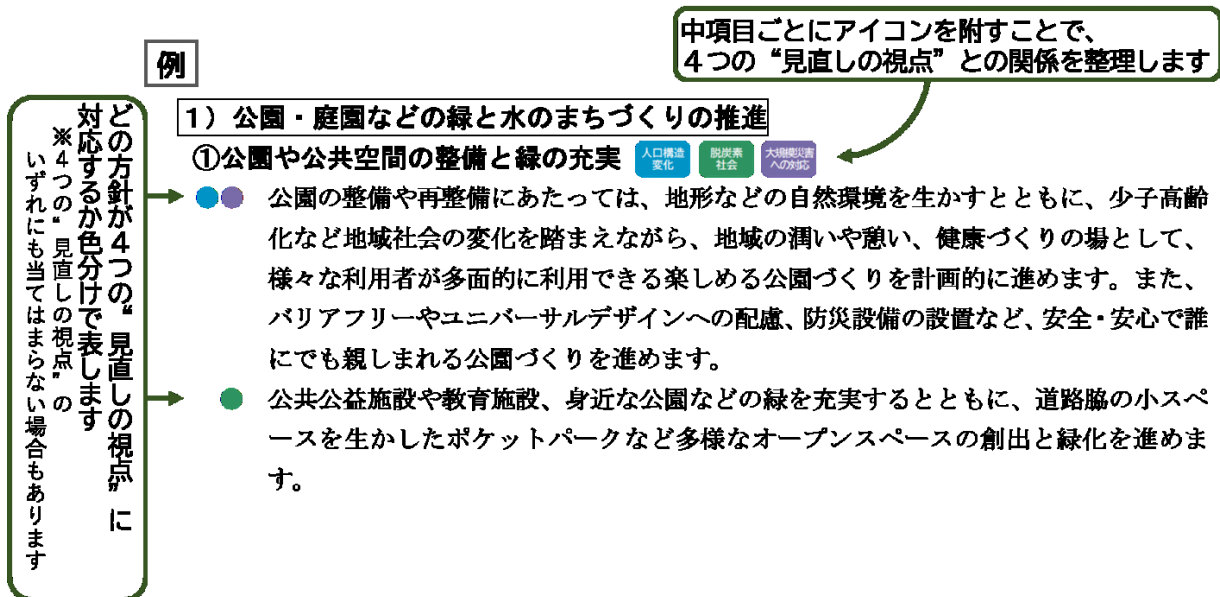 中項目ごとにアイコンを附すことで、
４つの“見直しの視点”との関係を整理します
例
どの方針が４つの“見直しの視点”に
対応するか色分けで表します
※４つの“見直しの視点”の
いずれにも当てはまらない場合もあります
１）公園・庭園などの緑と水のまちづくりの推進
①公園や公共空間の整備と緑の充実
人口構造
変化
脱炭素
社会
大規模災害
への対応
公園の整備や再整備にあたっては、地形などの自然環境を生かすとともに、少子高齢
化など地域社会の変化を踏まえながら、地域の潤いや憩い、健康づくりの場として、
様々な利用者が多面的に利用できる楽しめる公園づくりを計画的に進めます。また、
バリアフリーやユニバーサルデザインへの配慮、防災設備の設置など、安全・安心で誰
にでも親しまれる公園づくりを進めます。
公共公益施設や教育施設、身近な公園などの緑を充実するとともに、道路脇の小スペ
ースを生かしたポケットパークなど多様なオープンスペースの創出と緑化を進めま
す。